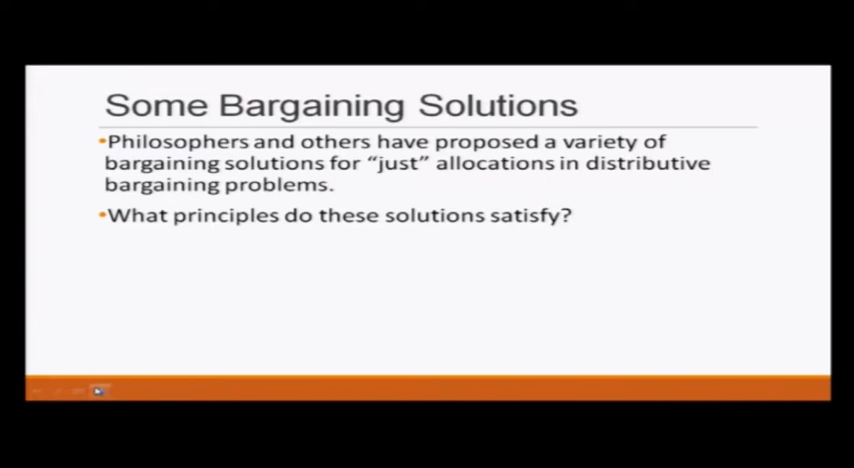 Some Bargaining Solutions
•Philosophers and others have proposed a variety of
bargaining solutions for “just” allocations in distributive
bargaining problems.
•What principles do these solutions satisfy?